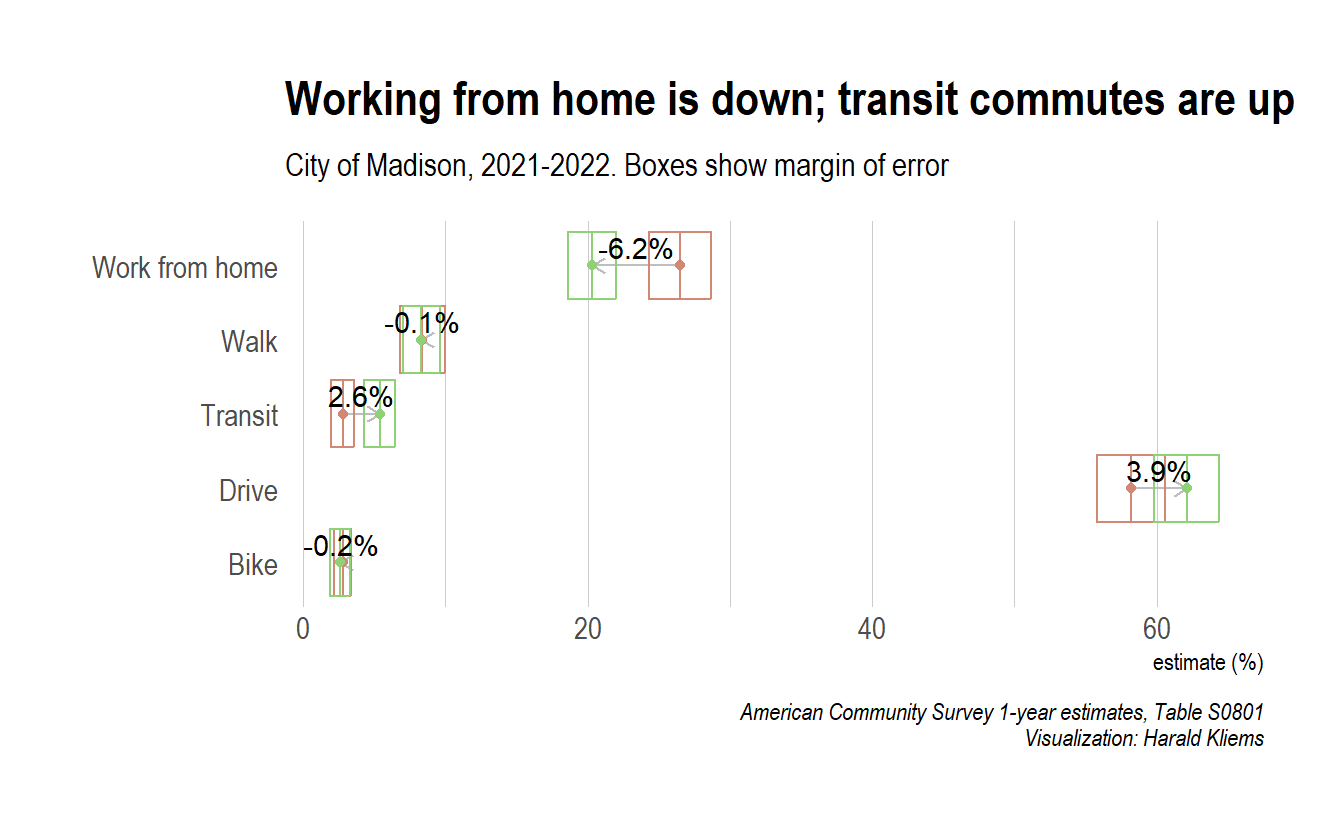 Working from home is down; transit commutes are up
City of Madison, 2021-2022. Boxes show margin of error
Work from home
-6.2%
Walk
-0.1%
Transit
2.6%
Drive
3.9%
Bike
-0.2%
0 20 40 60
estimate (%)
American Community Survey 1-year estimates, Table S0801
Visualization: Harald Kliems